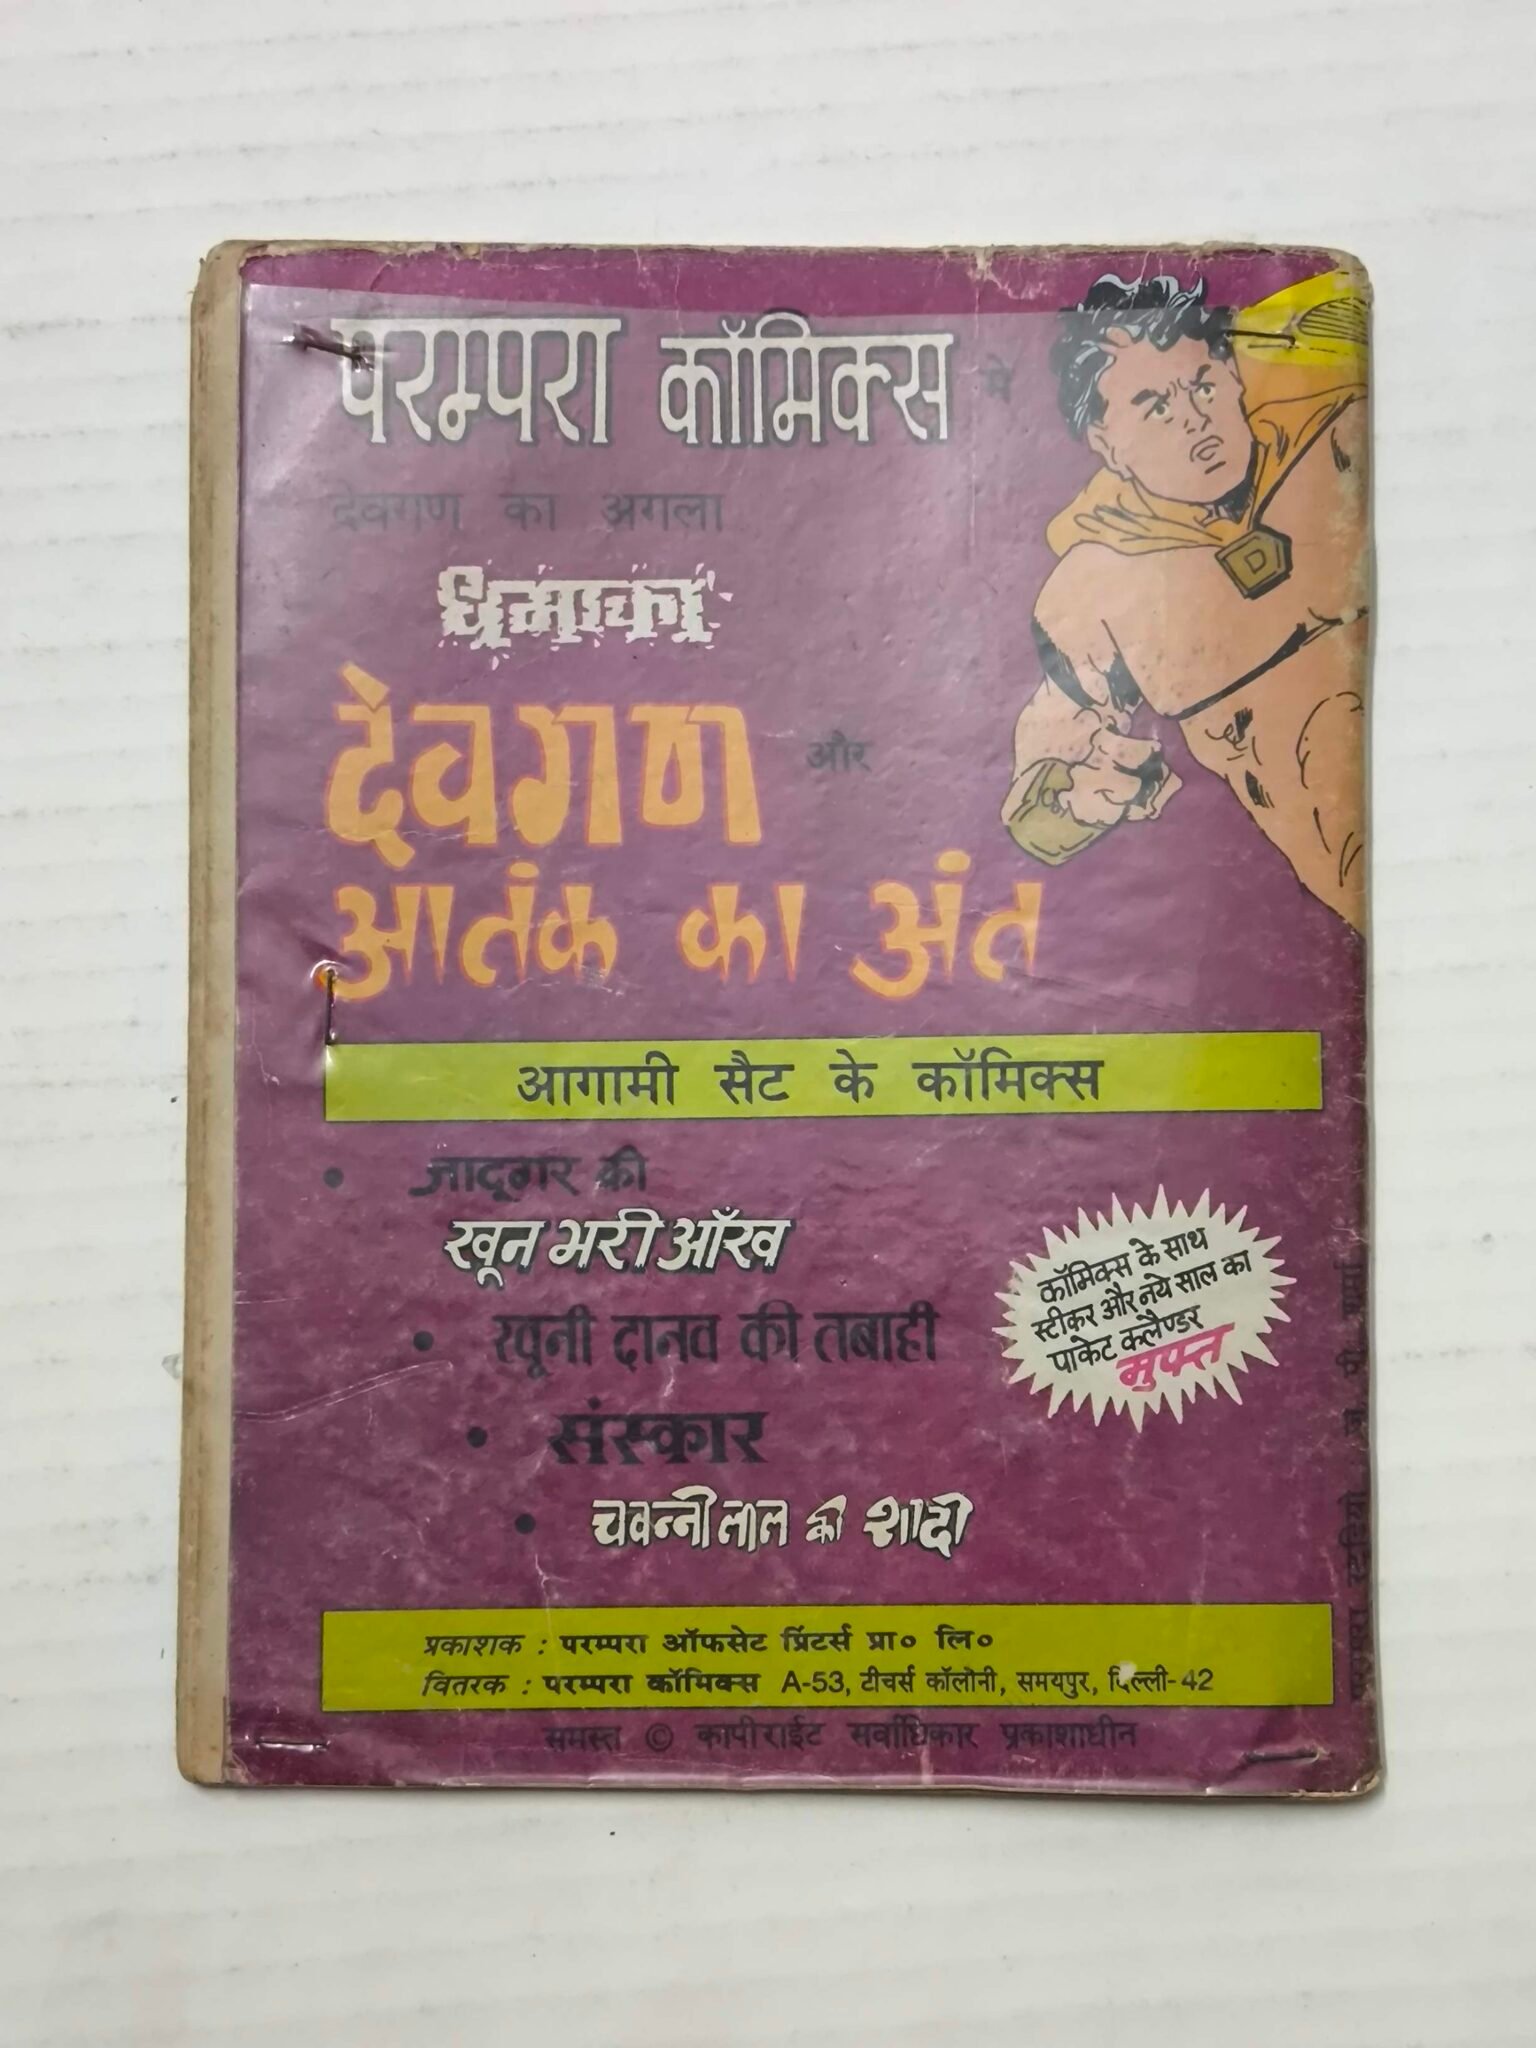 परम्परा कॉमिक्स में
देवगण का अगला
धमाका
देवगण और
आतंक का अंत
आगामी सैट के कॉमिक्स
• जादूगर की
खून भरी आँख
• खूनी दानव की तबाही
• संस्कार
• चवन्नी लाल की शादी
कॉमिक्स के साथ
स्टीकर और नये साल का
पाकेट कलैण्डर
मुफ्त
प्रकाशक : परम्परा ऑफसेट प्रिंटर्स प्रा० लि०
वितरक : परम्परा कॉमिक्स A-53, टीचर्स कॉलोनी, समयपुर, दिल्ली-42
समस्त © कापीराईट सर्वाधिकार प्रकाशाधीन
D